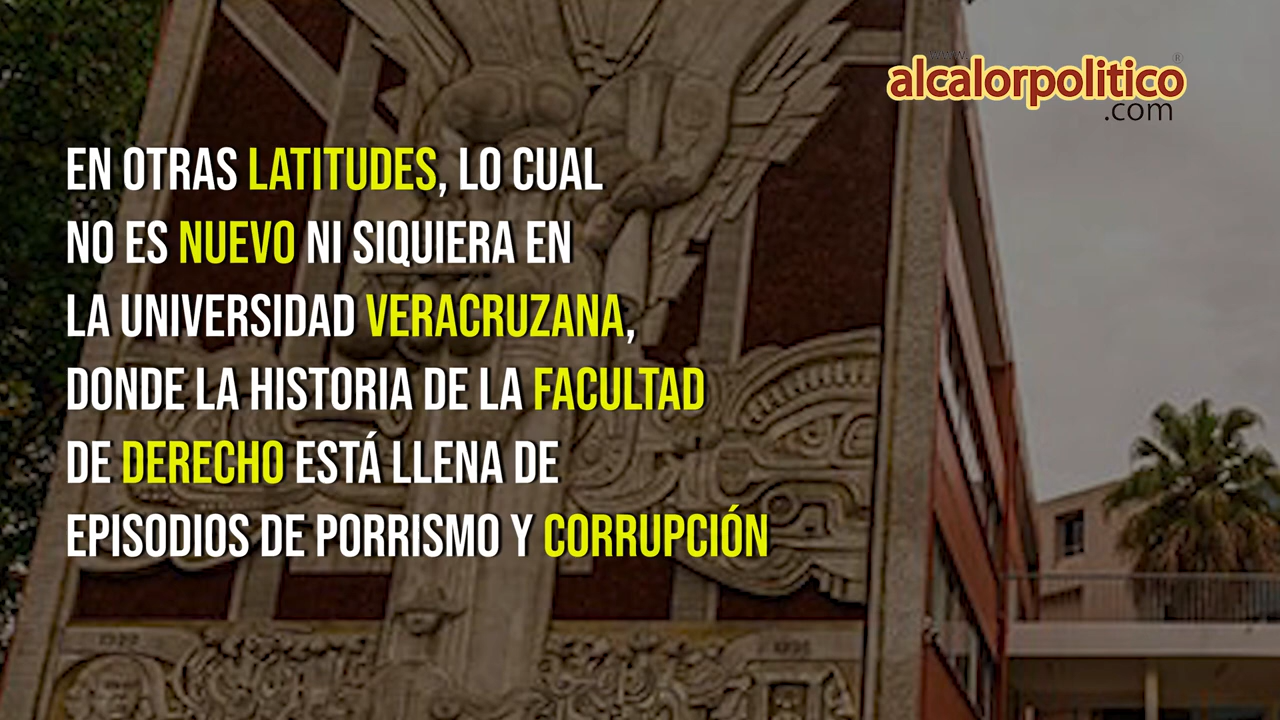 www.
alcalorpolitico
.com
EN OTRAS LATITUDES, LO CUAL
NO ES NUEVO NI SIQUIERA EN
LA UNIVERSIDAD VERACRUZANA,
DONDE LA HISTORIA DE LA FACULTAD
DE DERECHO ESTÁ LLENA DE
EPISODIOS DE PORRISMO Y CORRUPCIÓN